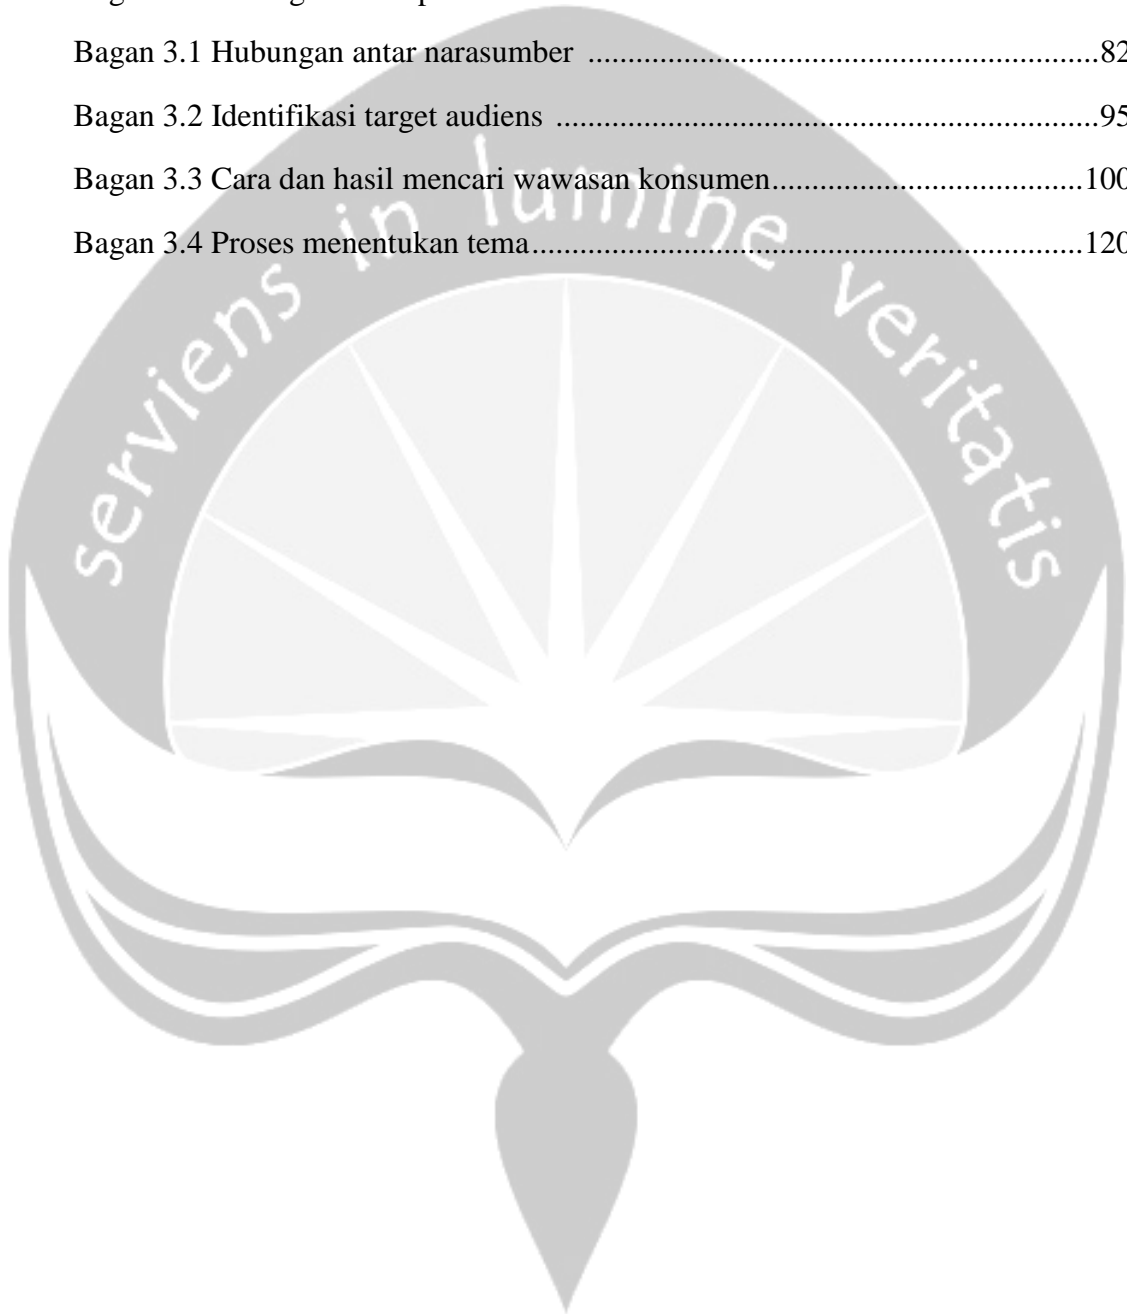 Bagan 3.1 Hubungan antar narasumber ................................................................82
Bagan 3.2 Identifikasi target audiens ....................................................................95
Bagan 3.3 Cara dan hasil mencari wawasan konsumen.......................................100
Bagan 3.4 Proses menentukan tema.....................................................................120
serviens in lumine veritatis